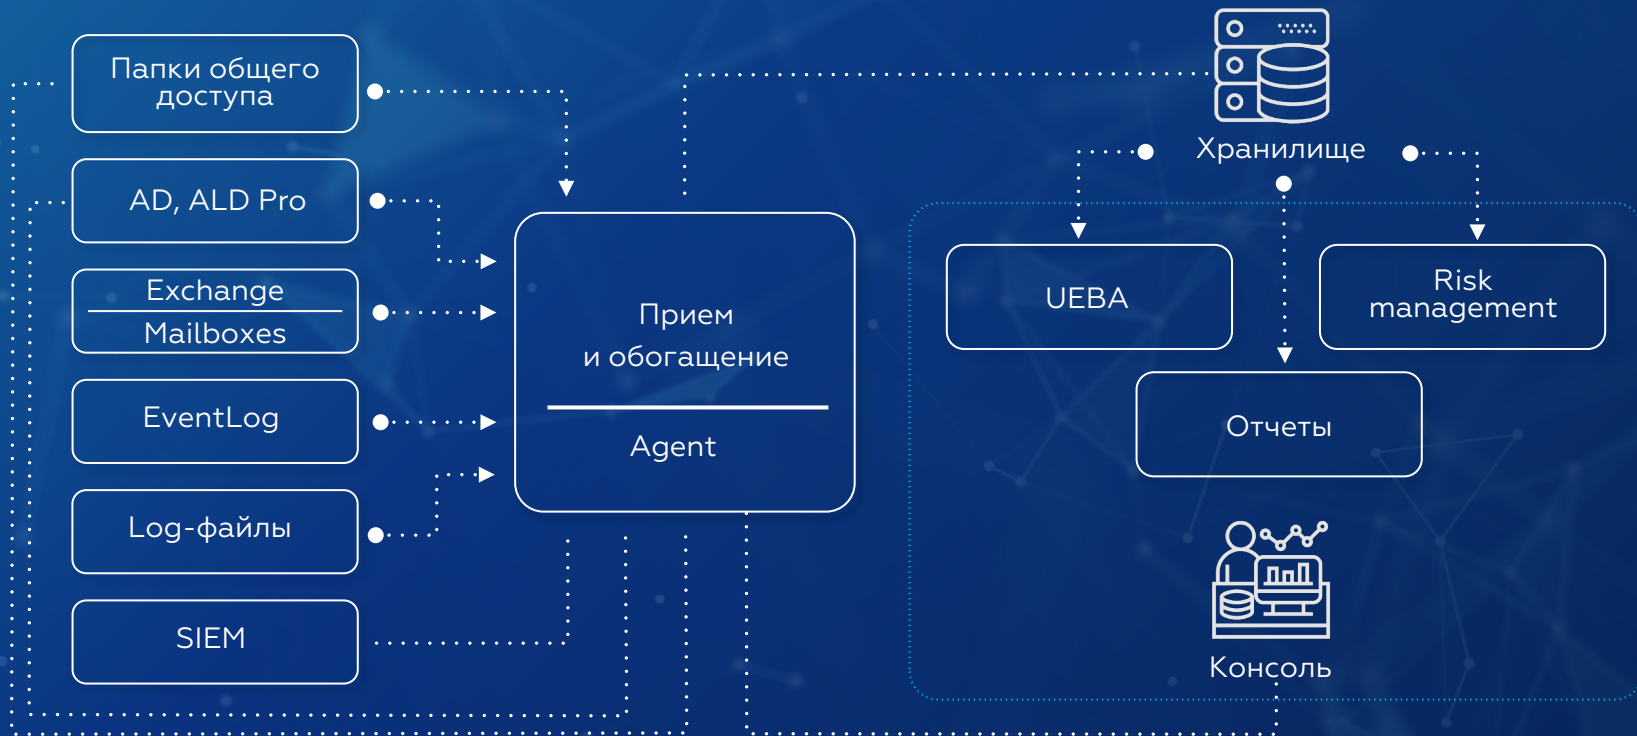 Папки общего
доступа
AD, ALD Pro
Exchange
Mailboxes
EventLog
Log-файлы
SIEM
Прием
и обогащение
Agent
Хранилище
UEBA
Risk
management
Отчеты
Консоль